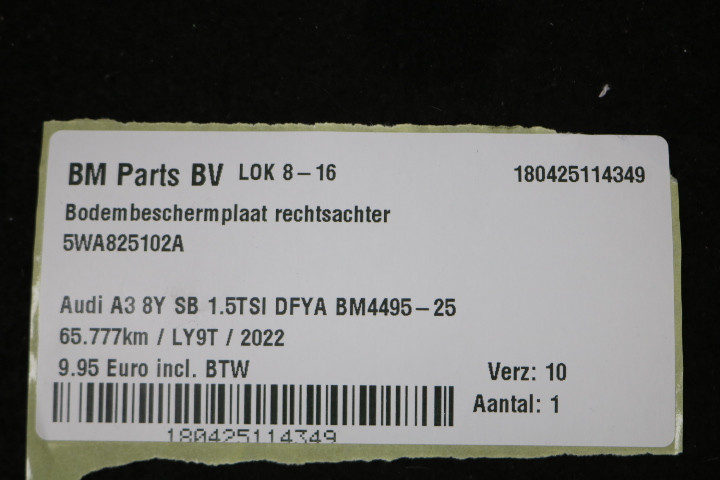 BM Parts BV LOK 8-16 180425114349
Bodembeschermplaat rechtsachter
5WA825102A
Audi A3 8Y SB 1.5TSI DFYA BM4495-25
65.777km / LY9T / 2022
9.95 Euro incl. BTW
Verz: 10
Aantal: 1
180425114349